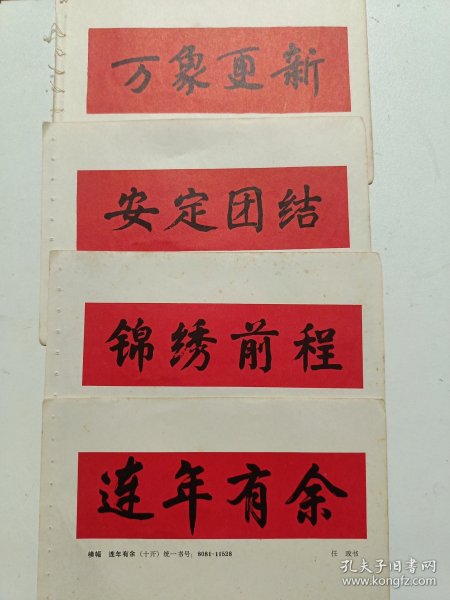 万象更新
安定团结
锦绣前程
连年有余
横幅 连年有余（十开）统一书号：8081·11528 任政书
孔夫子旧书网
kongfz.com